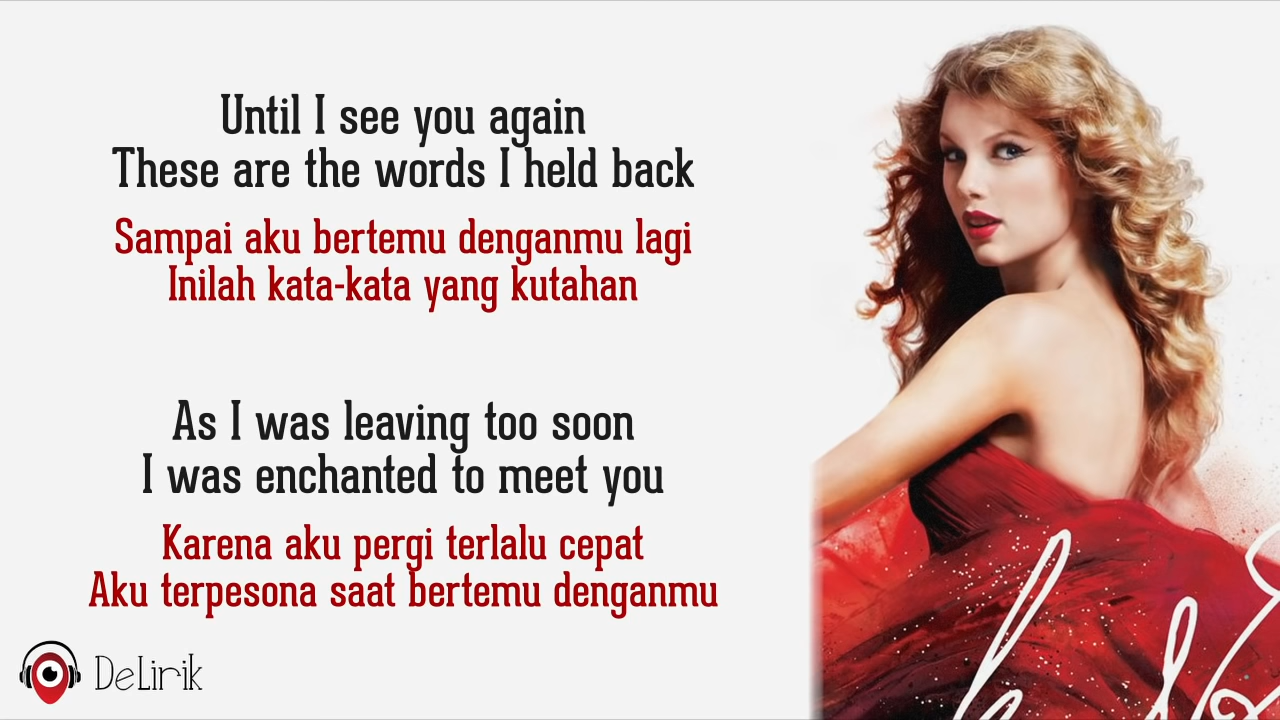 Until I see you again
These are the words I held back
Sampai aku bertemu denganmu lagi
Inilah kata-kata yang kutahan
As I was leaving too soon
I was enchanted to meet you
Karena aku pergi terlalu cepat
Aku terpesona saat bertemu denganmu
DeLirik